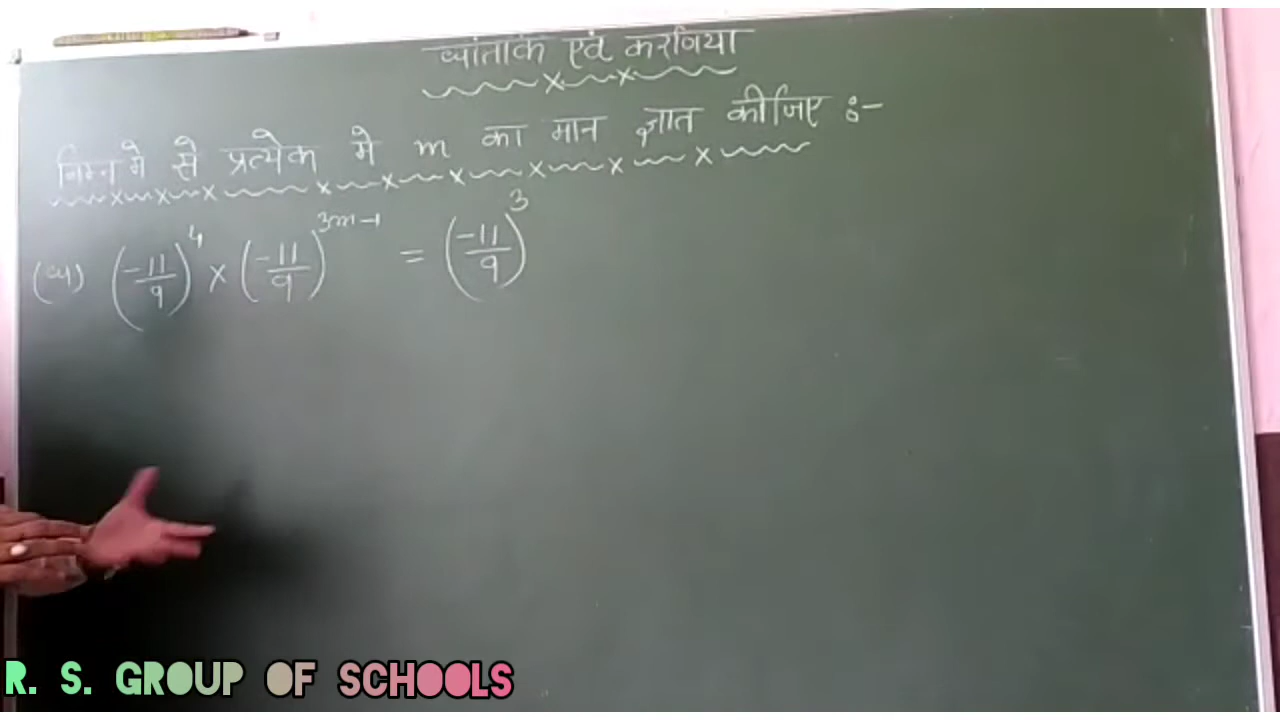 घातांक एवं करणिया
निम्न मे से प्रत्येक मे m का मान ज्ञात कीजिए :-
(घ) (-11/9)^4 × (-11/9)^3m-1 = (-11/9)^3
R. S. GROUP OF SCHOOLS